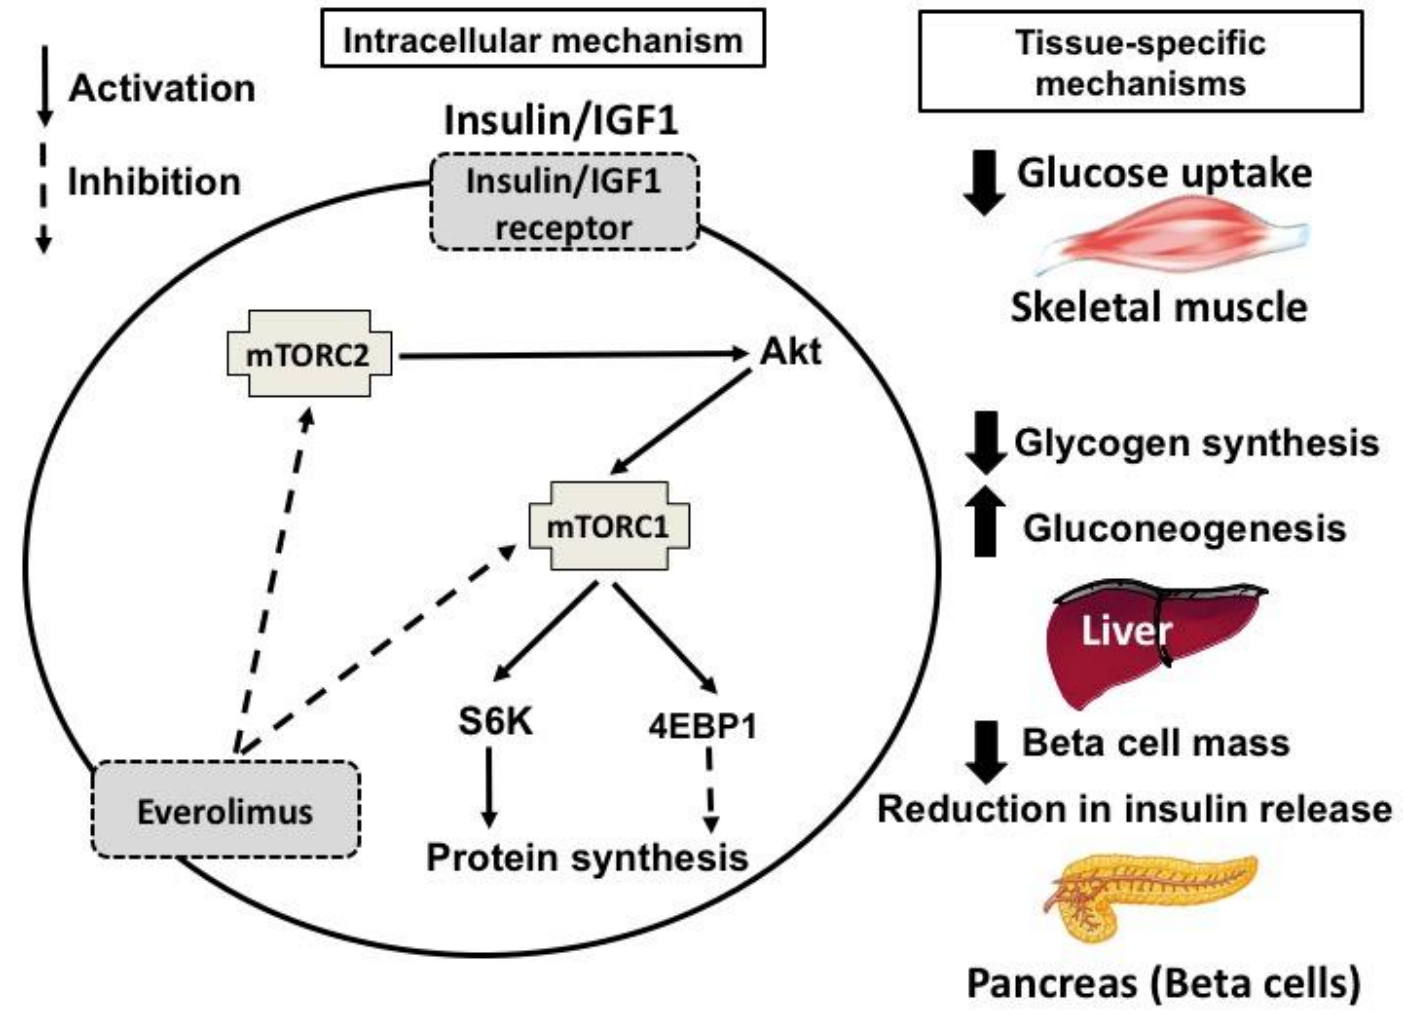 Activation
Inhibition
Intracellular mechanism
Insulin/IGF1
Insulin/IGF1
receptor
mTORC2
Akt
mTORC1
S6K
4EBP1
Everolimus
Protein synthesis
Tissue-specific
mechanisms
Glucose uptake
Skeletal muscle
Glycogen synthesis
Gluconeogenesis
Liver
Beta cell mass
Reduction in insulin release
Pancreas (Beta cells)